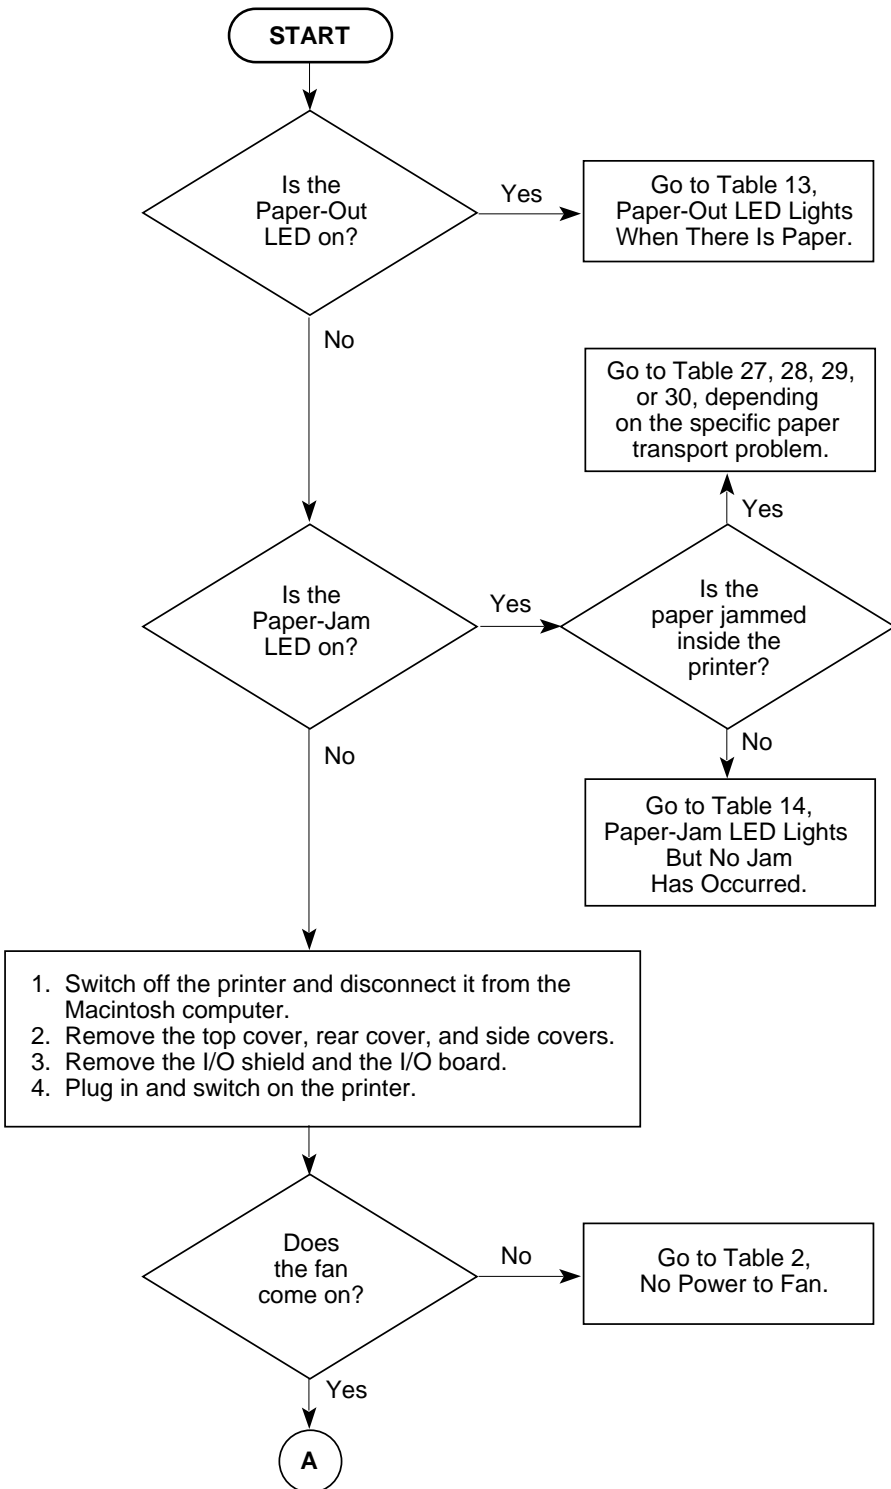 START
Is the
Paper-Out
LED on?
Yes
Go to Table 13,
Paper-Out LED Lights
When There Is Paper.
No
Go to Table 27, 28, 29,
or 30, depending
on the specific paper
transport problem.
Yes
Is the
Paper-Jam
LED on?
Yes
Is the
paper jammed
inside the
printer?
No
No
Go to Table 14,
Paper-Jam LED Lights
But No Jam
Has Occurred.
1. Switch off the printer and disconnect it from the
Macintosh computer.
2. Remove the top cover, rear cover, and side covers.
3. Remove the I/O shield and the I/O board.
4. Plug in and switch on the printer.
Does
the fan
come on?
No
Go to Table 2,
No Power to Fan.
Yes
A